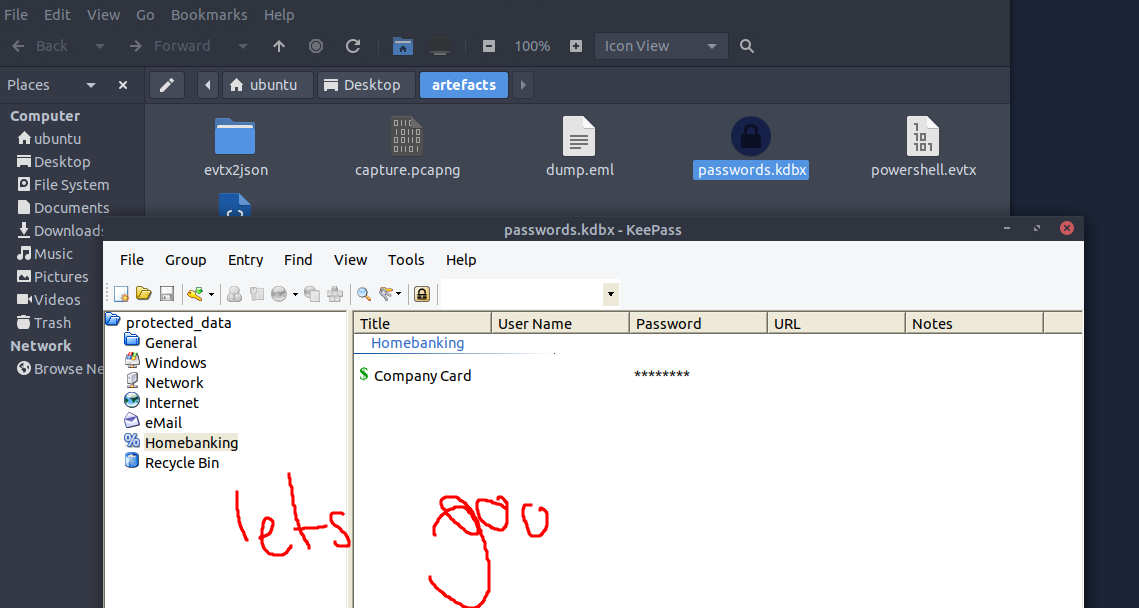 File Edit View Go Bookmarks Help
Back Forward 100% Icon View
Places ubuntu Desktop artefacts
Computer
ubuntu
Desktop
File System
Documents
Downloads
Music
Pictures
Videos
Trash
Network
Browse Ne
evtx2json capture.pcapng dump.eml passwords.kdbx powershell.evtx
passwords.kdbx - KeePass
File Group Entry Find View Tools Help
protected_data
General
Windows
Network
Internet
eMail
Homebanking
Recycle Bin
Title User Name Password URL Notes
Homebanking
Company Card ********
lets goo